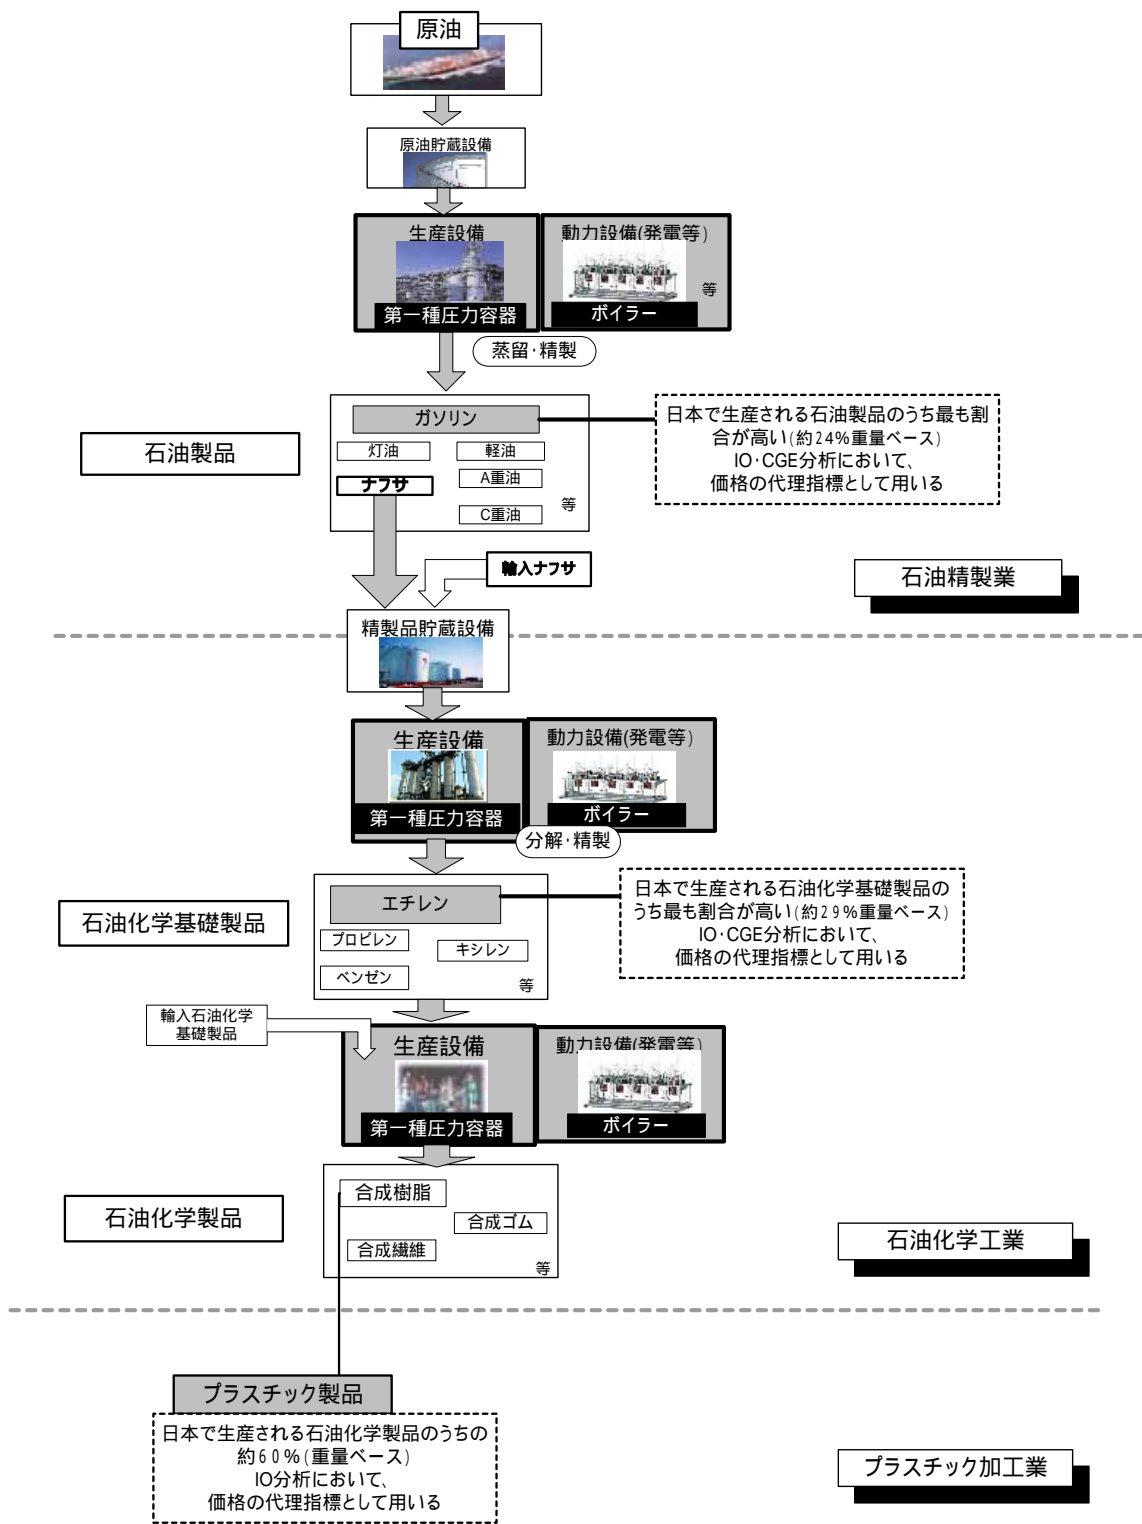 原油
原油貯蔵設備
生産設備
動力設備(発電等)
等
第一種圧力容器
ボイラー
蒸留・精製
石油製品
ガソリン
灯油
軽油
ナフサ
A重油
C重油
等
日本で生産される石油製品のうち最も割
合が高い(約24%重量ベース)
IO・CGE分析において、
価格の代理指標として用いる
輸入ナフサ
石油精製業
精製品貯蔵設備
生産設備
動力設備(発電等)
第一種圧力容器
ボイラー
分解・精製
石油化学基礎製品
エチレン
プロピレン
キシレン
ベンゼン
等
日本で生産される石油化学基礎製品の
うち最も割合が高い(約29%重量ベース)
IO・CGE分析において、
価格の代理指標として用いる
輸入石油化学
基礎製品
生産設備
動力設備(発電等)
第一種圧力容器
ボイラー
石油化学製品
合成樹脂
合成ゴム
合成繊維
等
石油化学工業
プラスチック製品
日本で生産される石油化学製品のうちの
約60%(重量ベース)
IO分析において、
価格の代理指標として用いる
プラスチック加工業